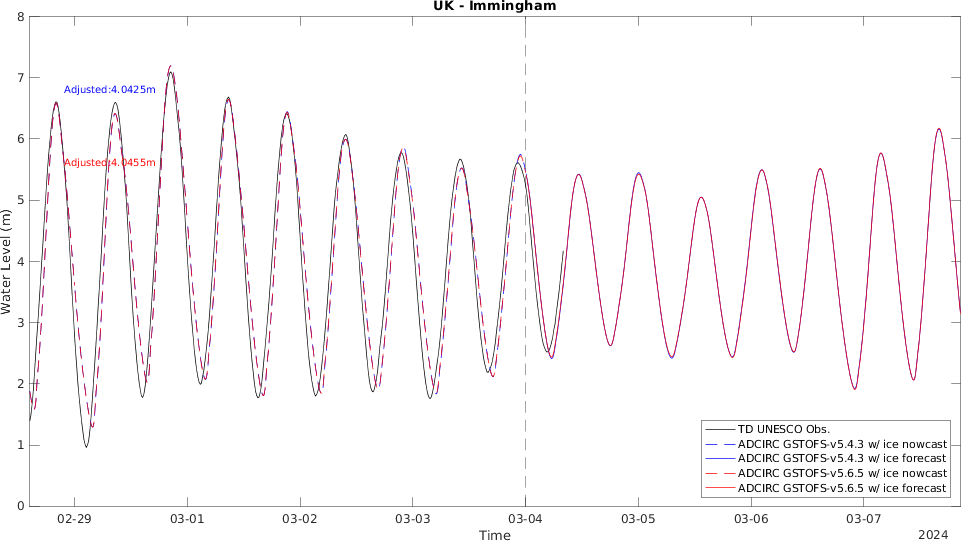 UK - Immingham
8
7
6
5
4
3
2
1
0
Water Level (m)
Adjusted:4.0425m
Adjusted:4.0455m
TD UNESCO Obs.
ADCIRC GSTOFS-v5.4.3 w/ ice nowcast
ADCIRC GSTOFS-v5.4.3 w/ ice forecast
ADCIRC GSTOFS-v5.6.5 w/ ice nowcast
ADCIRC GSTOFS-v5.6.5 w/ ice forecast
02-29 03-01 03-02 03-03 03-04 03-05 03-06 03-07
Time
2024